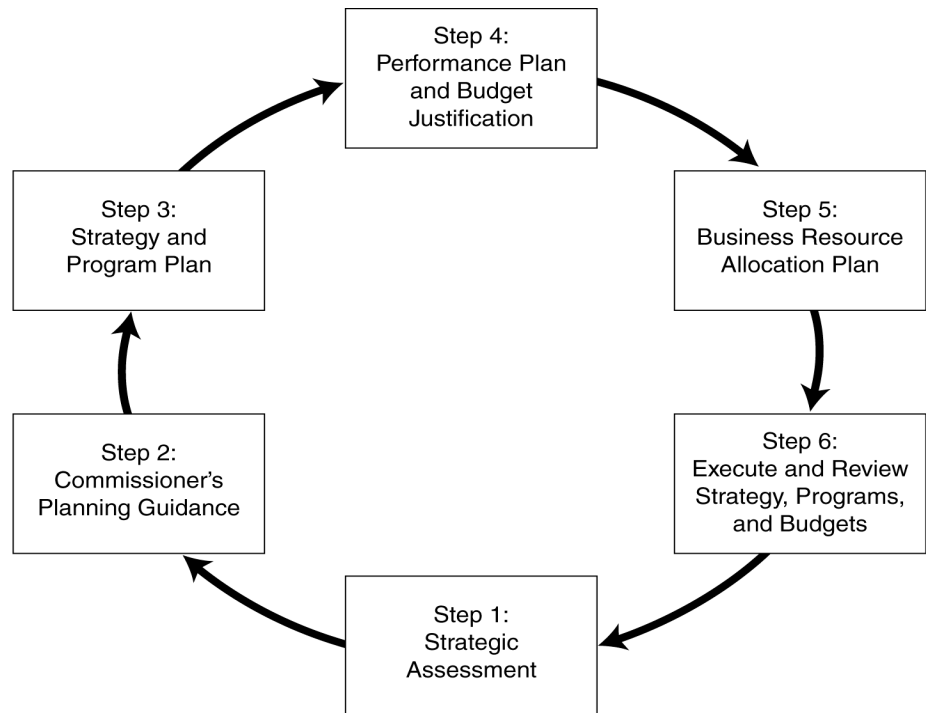 Step 4:
Performance Plan
and Budget
Justification
Step 3:
Strategy and
Program Plan
Step 5:
Business Resource
Allocation Plan
Step 2:
Commissioner’s
Planning Guidance
Step 6:
Execute and Review
Strategy, Programs,
and Budgets
Step 1:
Strategic
Assessment